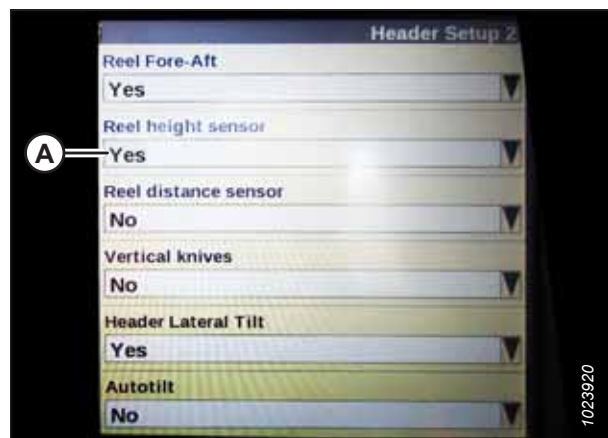 Header Setup 2
Reel Fore-Aft
Yes
Reel height sensor
A
Yes
Reel distance sensor
No
Vertical knives
No
Header Lateral Tilt
Yes
Autotilt
No
1023920